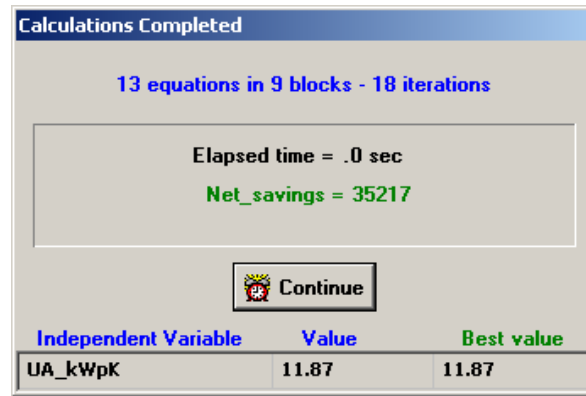 Calculations Completed
13 equations in 9 blocks - 18 iterations
Elapsed time = .0 sec
Net_savings = 35217
Continue
Independent Variable Value Best value
UA_kWpK 11.87 11.87